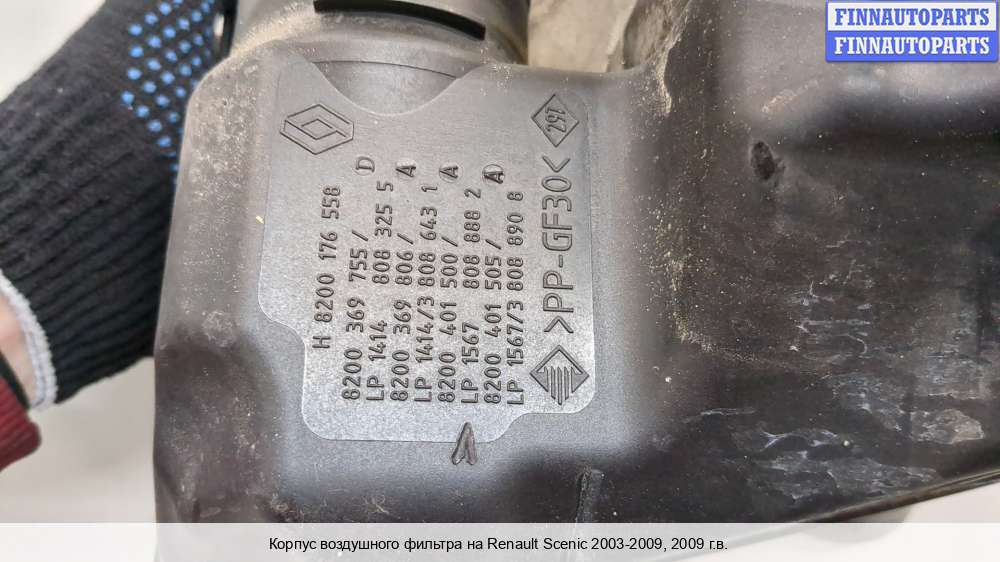 FINNAUTOPARTS
FINNAUTOPARTS
H 8200 176 558
8200 369 755/ D
LP 1414 808 325 5
8200 369 806/ A
LP 1414/3 808 643 1
8200 401 500/ A
LP 1567 808 888 2
8200 401 505/ A
LP 1567/3 808 890 8
>PP-GF30<
297
Корпус воздушного фильтра на Renault Scenic 2003-2009, 2009 г.в.